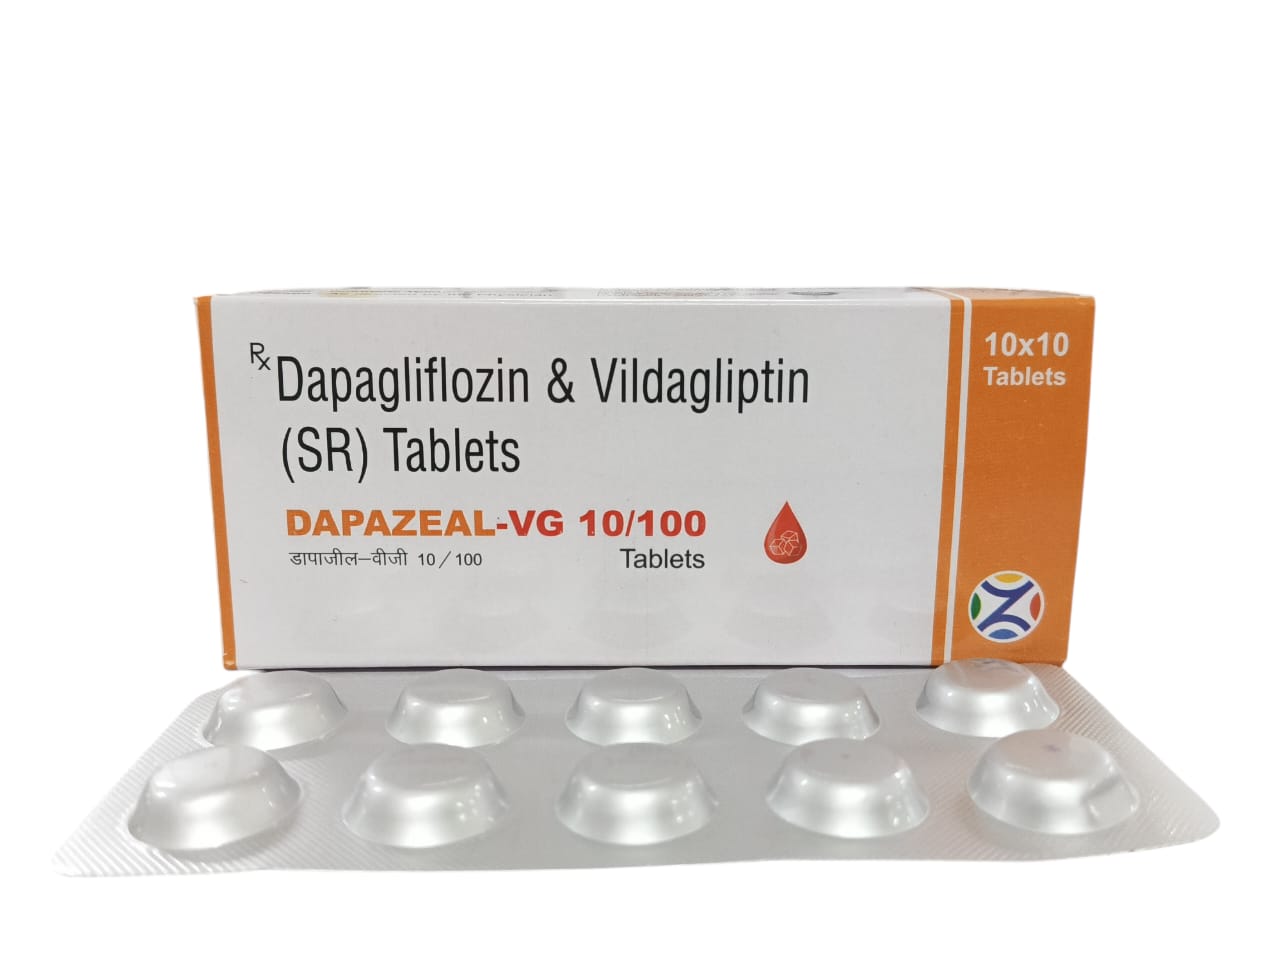 Rx Dapagliflozin & Vildagliptin
(SR) Tablets
DAPAZEAL-VG 10/100
डापाजील–वीजी 10/100
Tablets
10x10
Tablets